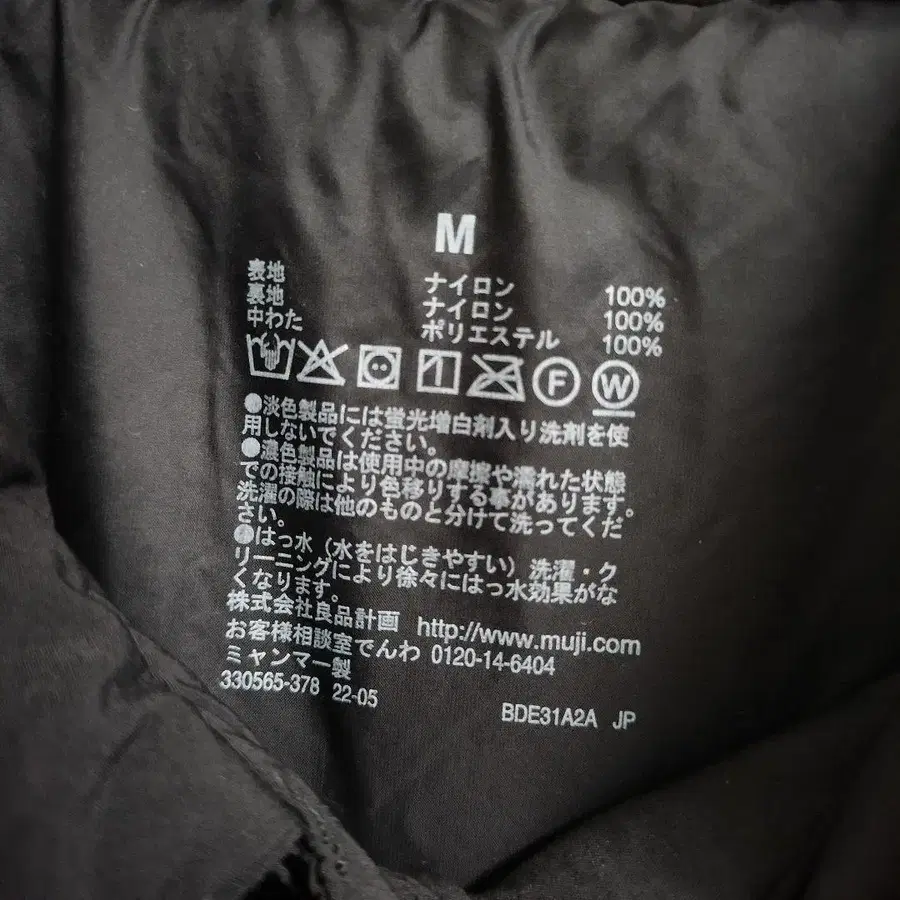 M
表地 ナイロン 100%
裏地 ナイロン 100%
中わた ポリエステル 100%
F W
●淡色製品には蛍光増白剤入り洗剤を使
用しないでください。
●濃色製品は使用中の摩擦や濡れた状態
での接触により色移りする事があります。
洗濯の際は他のものと分けて洗ってくだ
さい。
●はっ水（水をはじきやすい）洗濯・ク
リーニングにより徐々にはっ水効果がな
くなります。
株式会社良品計画 http://www.muji.com
お客様相談室でんわ 0120-14-6404
ミャンマー製
330565-378 22-05
BDE31A2A JP